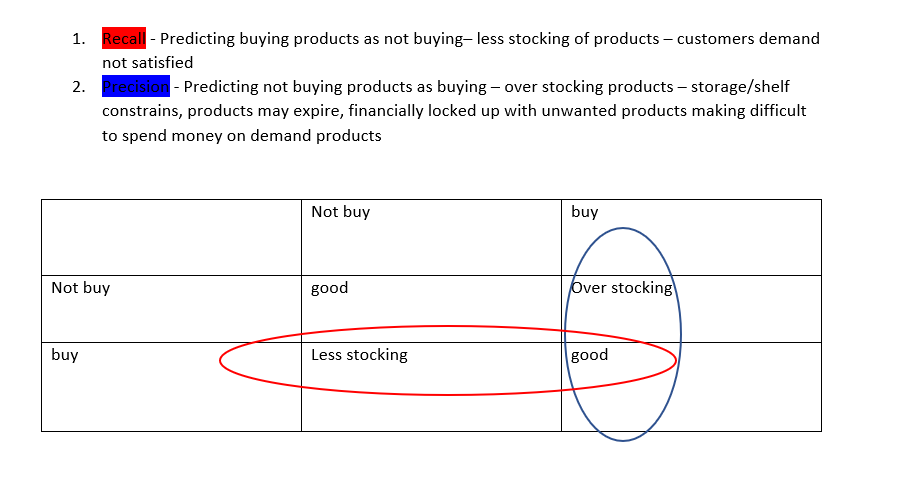 1. Recall - Predicting buying products as not buying– less stocking of products – customers demand
not satisfied
2. Precision - Predicting not buying products as buying – over stocking products – storage/shelf
constrains, products may expire, financially locked up with unwanted products making difficult
to spend money on demand products
Not buy buy
Not buy good Over stocking
buy Less stocking good